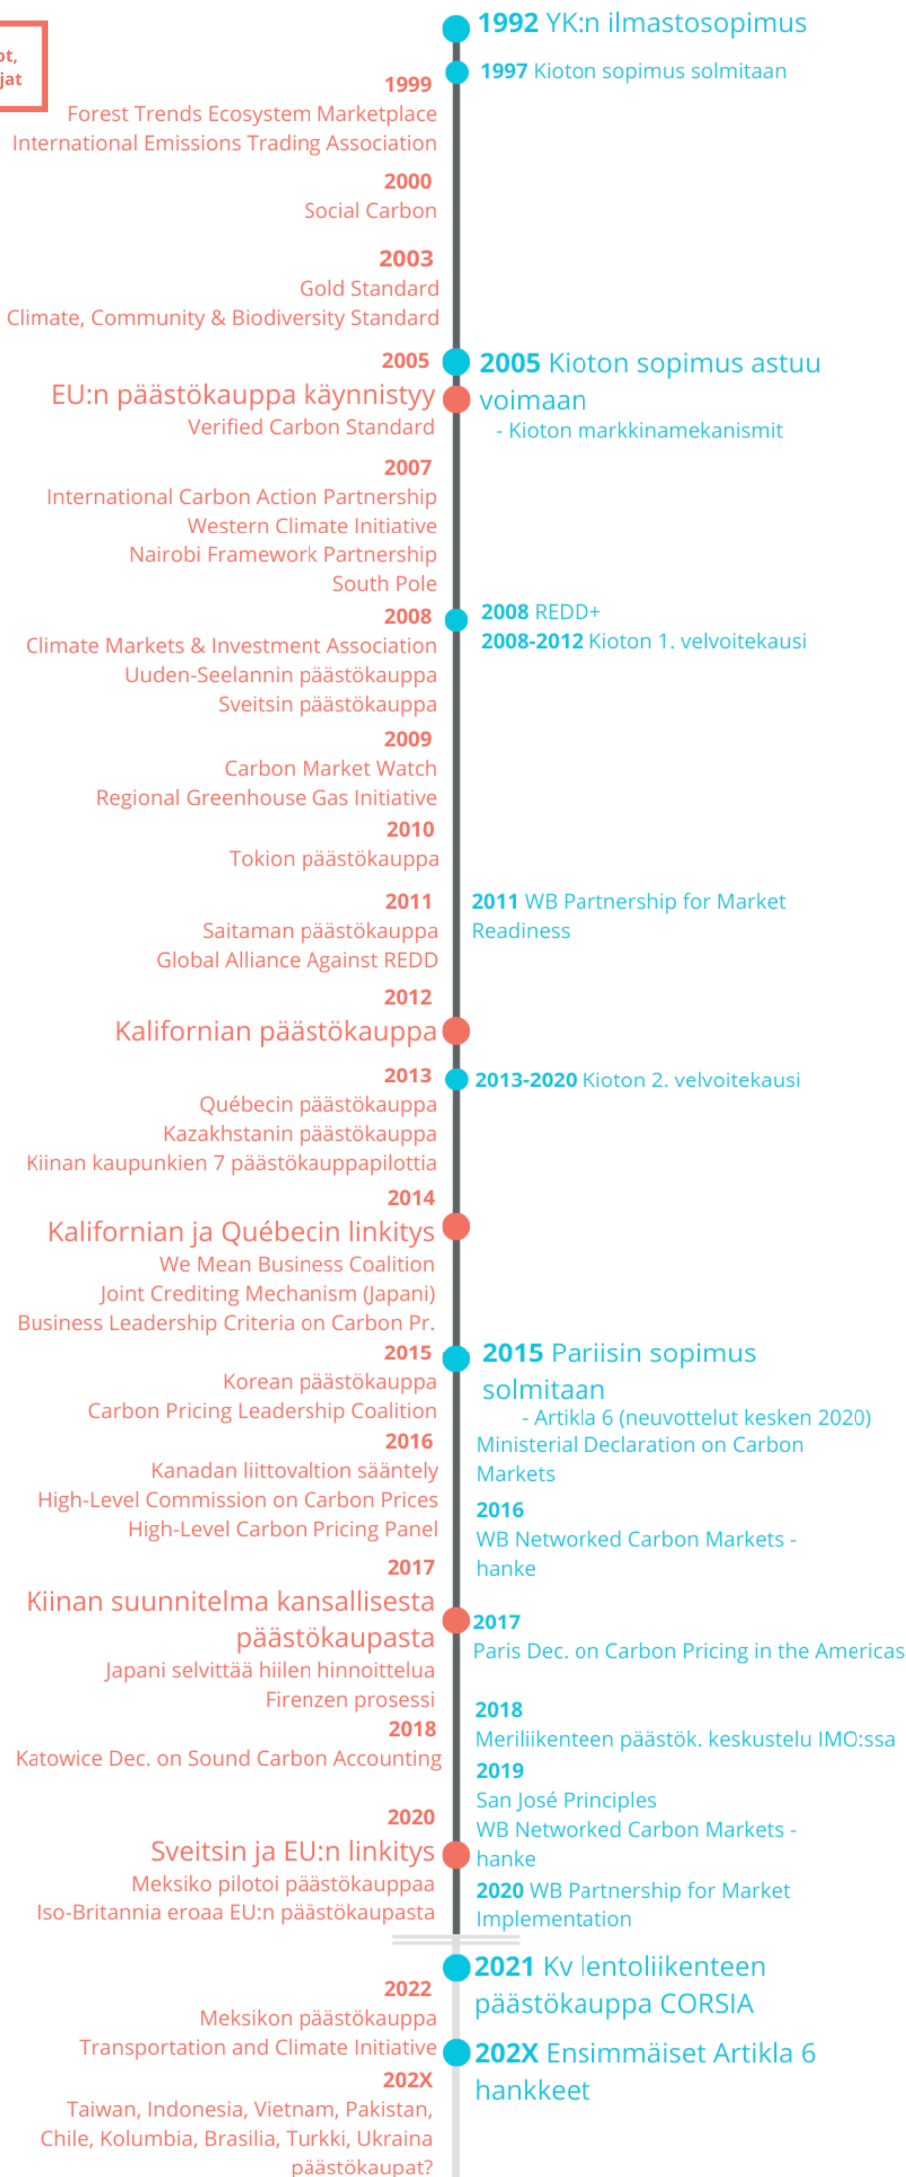 1992 YK:n ilmastosopimus
ot,
jat
1997 Kioton sopimus solmitaan
1999
Forest Trends Ecosystem Marketplace
International Emissions Trading Association
2000
Social Carbon
2003
Gold Standard
Climate, Community & Biodiversity Standard
2005
EU:n päästökauppa käynnistyy
Verified Carbon Standard
2005 Kioton sopimus astuu
voimaan
- Kioton markkinamekanismit
2007
International Carbon Action Partnership
Western Climate Initiative
Nairobi Framework Partnership
South Pole
2008
Climate Markets & Investment Association
Uuden-Seelannin päästökauppa
Sveitsin päästökauppa
2008 REDD+
2008-2012 Kioton 1. velvoitekausi
2009
Carbon Market Watch
Regional Greenhouse Gas Initiative
2010
Tokion päästökauppa
2011
Saitaman päästökauppa
Global Alliance Against REDD
2011 WB Partnership for Market
Readiness
2012
Kalifornian päästökauppa
2013
Québecin päästökauppa
Kazakhstanin päästökauppa
Kiinan kaupunkien 7 päästökauppapilottia
2013-2020 Kioton 2. velvoitekausi
2014
Kalifornian ja Québecin linkitys
We Mean Business Coalition
Joint Crediting Mechanism (Japani)
Business Leadership Criteria on Carbon Pr.
2015
Korean päästökauppa
Carbon Pricing Leadership Coalition
2015 Pariisin sopimus
solmitaan
- Artikla 6 (neuvottelut kesken 2020)
Ministerial Declaration on Carbon
Markets
2016
Kanadan liittovaltion sääntely
High-Level Commission on Carbon Prices
High-Level Carbon Pricing Panel
2016
WB Networked Carbon Markets -
hanke
2017
Kiinan suunnitelma kansallisesta
päästökaupasta
Japani selvittää hiilen hinnoittelua
Firenzen prosessi
2017
Paris Dec. on Carbon Pricing in the Americas
2018
Katowice Dec. on Sound Carbon Accounting
2018
Meriliikenteen päästök. keskustelu IMO:ssa
2019
San José Principles
WB Networked Carbon Markets -
hanke
2020
Sveitsin ja EU:n linkitys
Meksiko pilotoi päästökauppaa
Iso-Britannia eroaa EU:n päästökaupasta
2020 WB Partnership for Market
Implementation
2021 Kv lentoliikenteen
päästökauppa CORSIA
2022
Meksikon päästökauppa
Transportation and Climate Initiative
202X Ensimmäiset Artikla 6
hankkeet
202X
Taiwan, Indonesia, Vietnam, Pakistan,
Chile, Kolumbia, Brasilia, Turkki, Ukraina
päästökaupat?